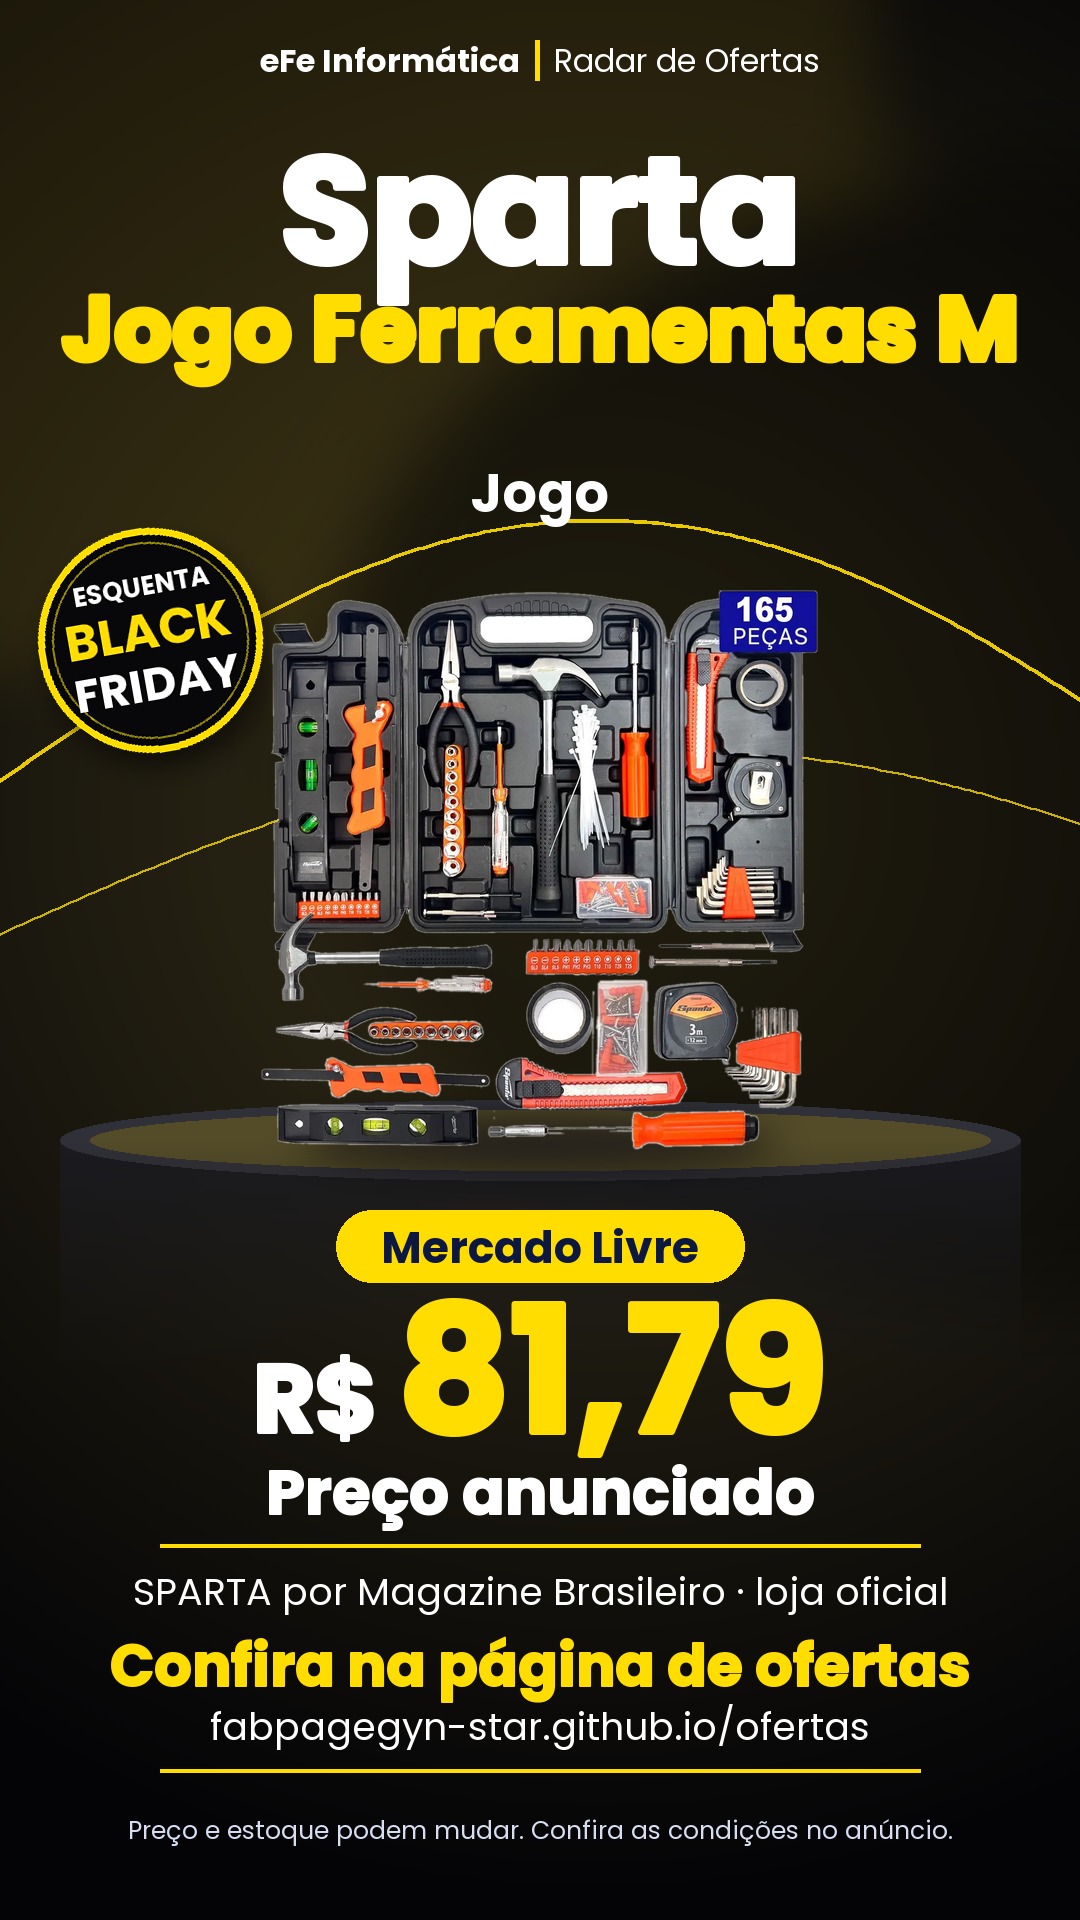 eFe Informática | Radar de Ofertas
Sparta
Jogo Ferramentas M
Jogo
ESQUENTA
BLACK
FRIDAY
165
PEÇAS
Sparta
3m
Mercado Livre
R$ 81,79
Preço anunciado
SPARTA por Magazine Brasileiro · loja oficial
Confira na página de ofertas
fabpagegyn-star.github.io/ofertas
Preço e estoque podem mudar. Confira as condições no anúncio.